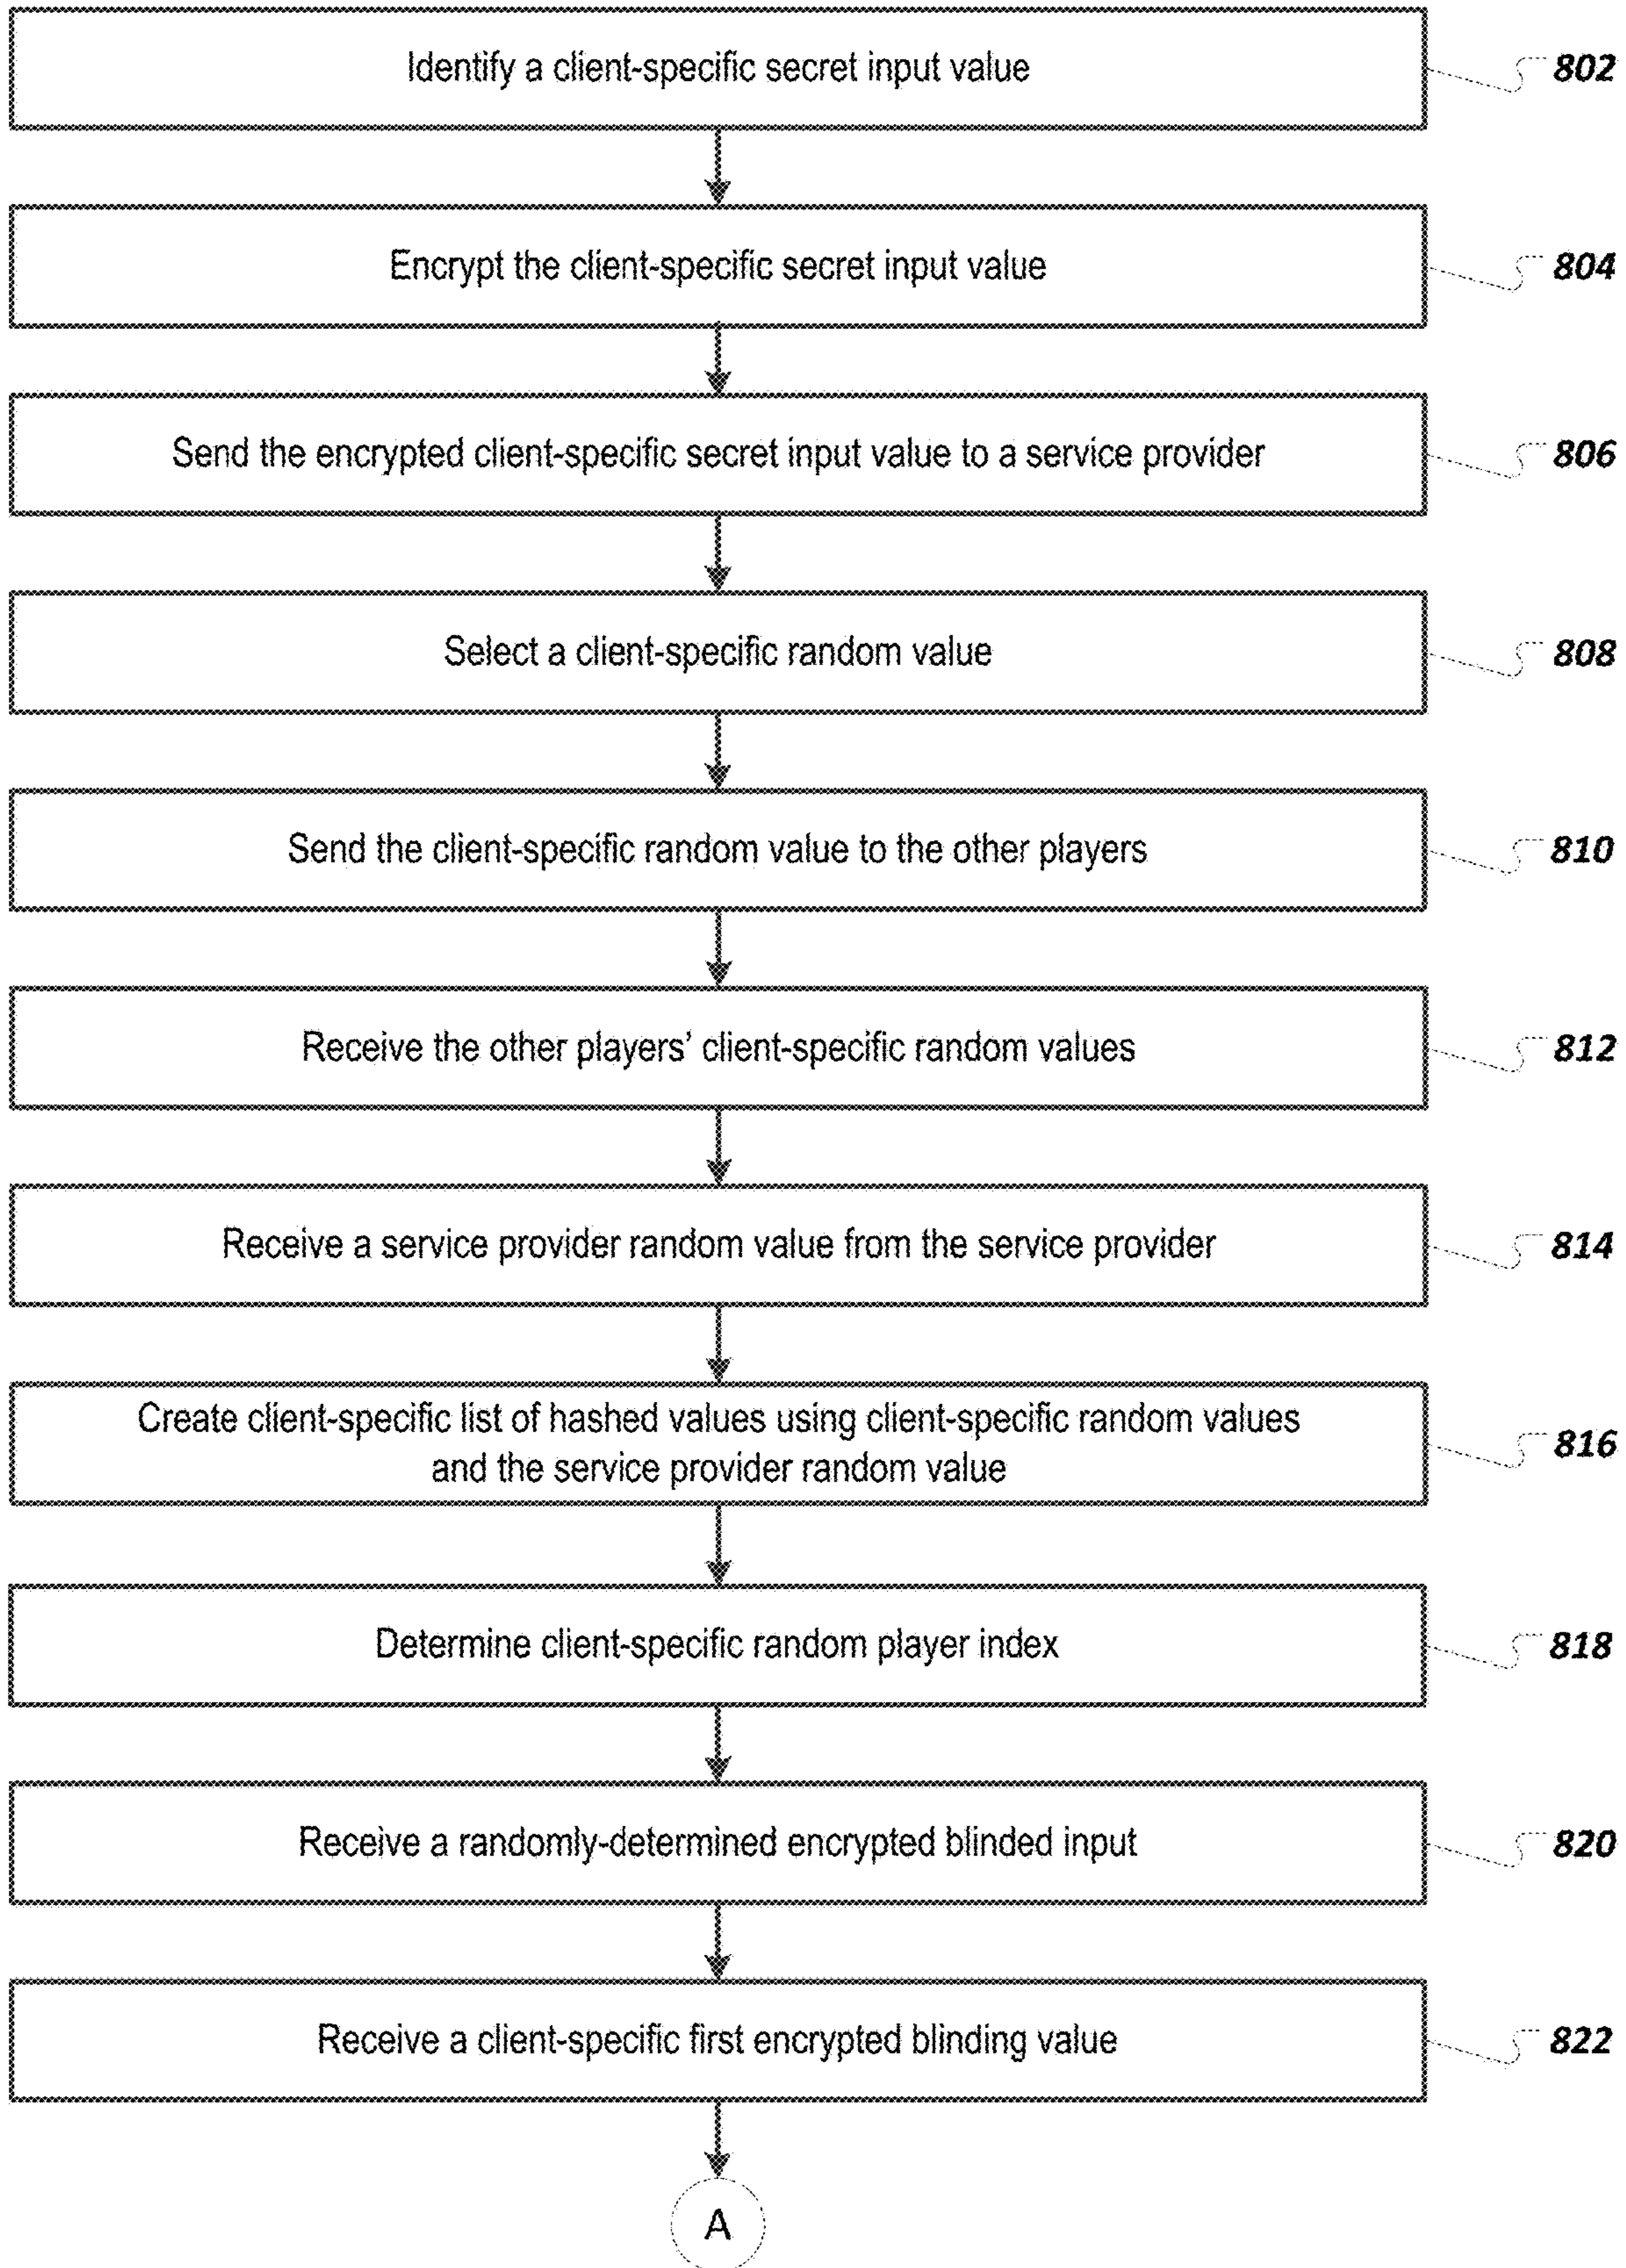 Identify a client-specific secret input value
802
Encrypt the client-specific secret input value
804
Send the encrypted client-specific secret input value to a service provider
806
Select a client-specific random value
808
Send the client-specific random value to the other players
810
Receive the other players’ client-specific random values
812
Receive a service provider random value from the service provider
814
Create client-specific list of hashed values using client-specific random values
and the service provider random value
816
Determine client-specific random player index
818
Receive a randomly-determined encrypted blinded input
820
Receive a client-specific first encrypted blinding value
822
A